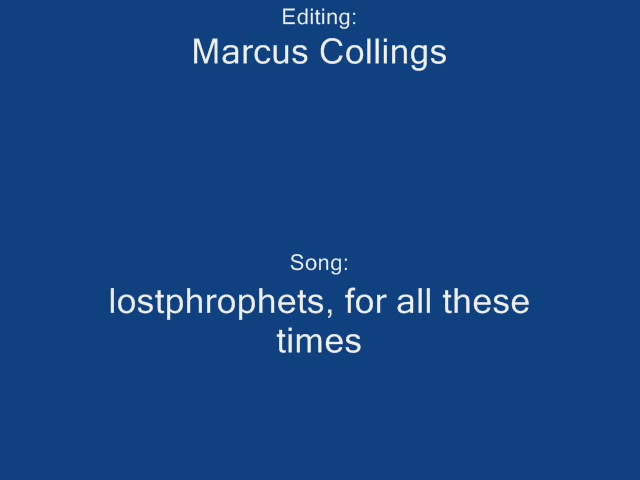 Editing:
Marcus Collings
Song:
lostphrophets, for all these
times